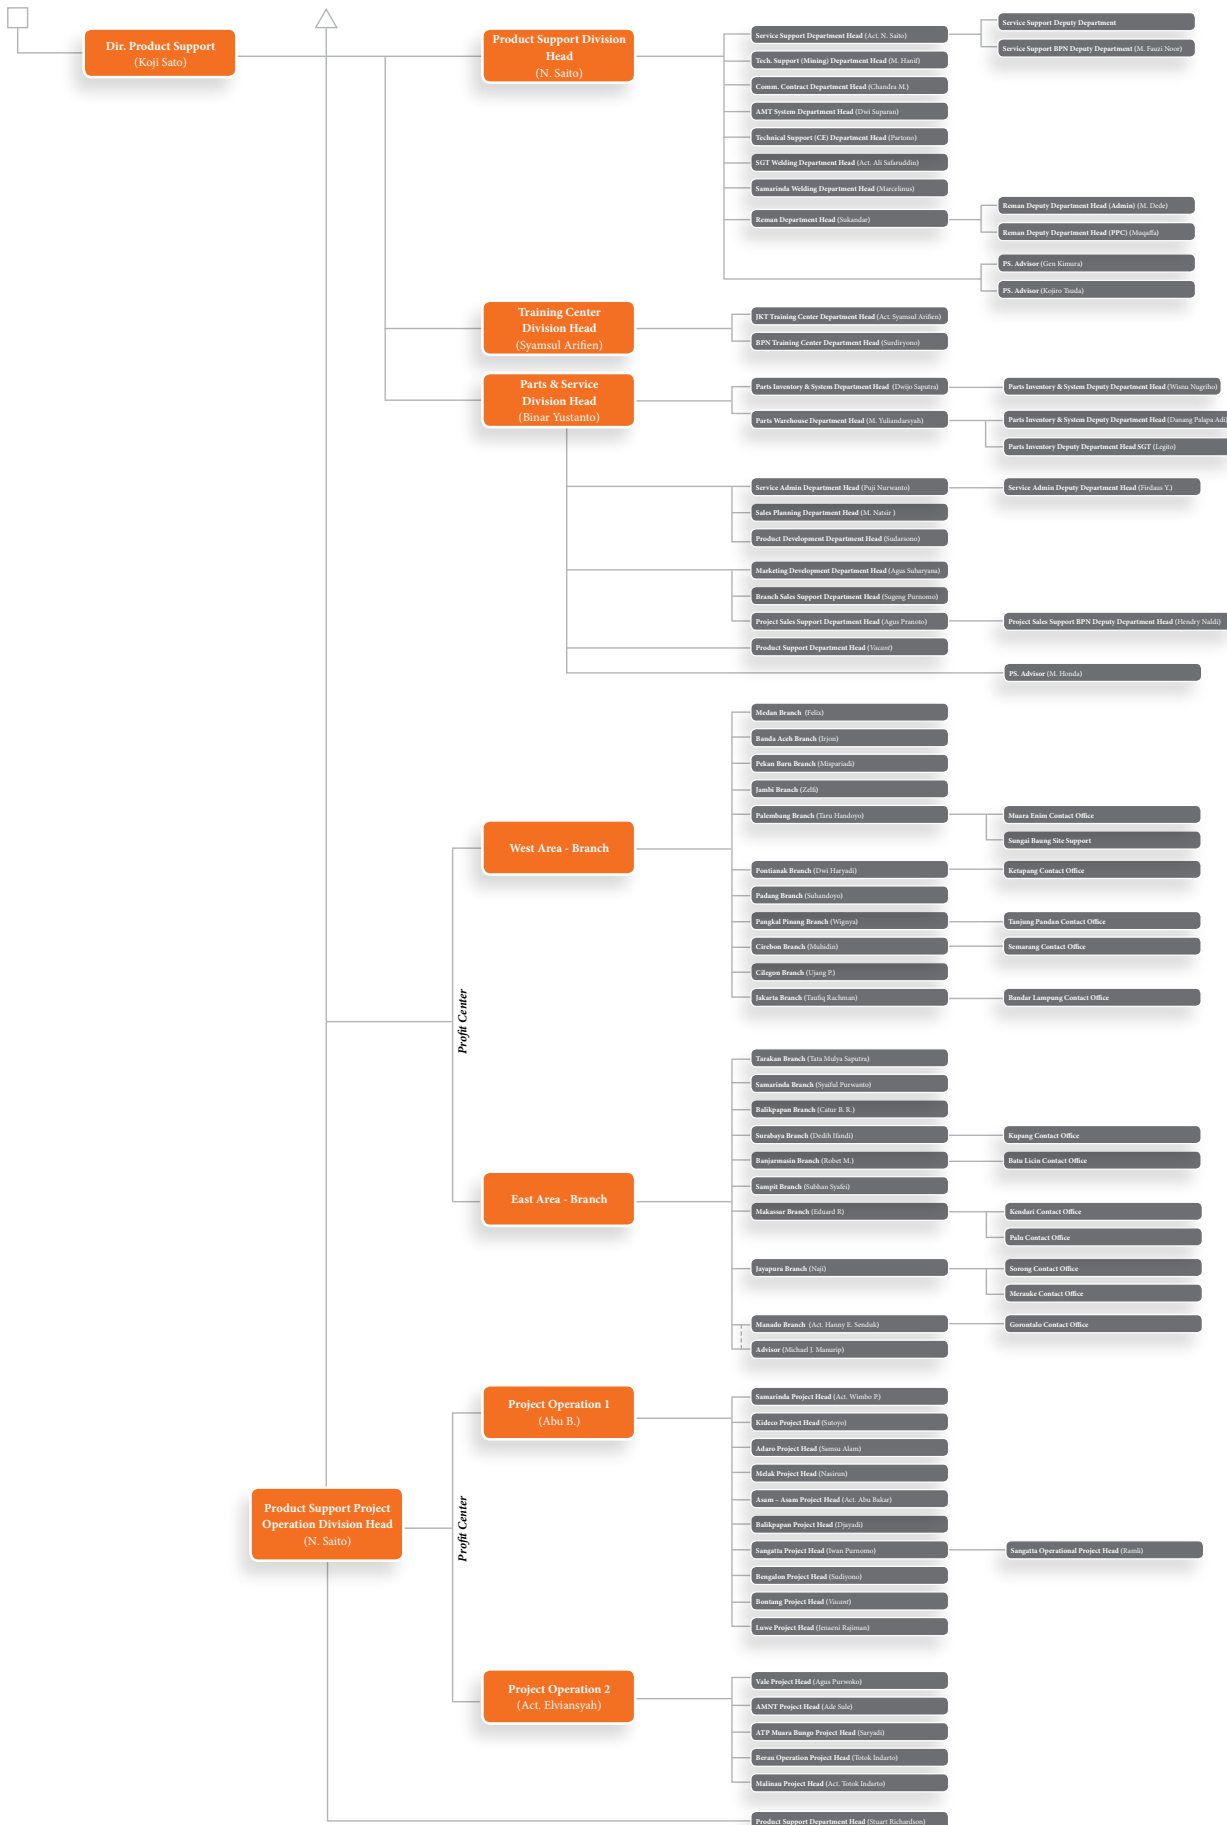 Dir. Product Support
(Koji Sato)
Product Support Division
Head
(N. Saito)
Service Support Department Head (Act. N. Saito)
Service Support Deputy Department
Service Support BPN Deputy Department (M. Fauzi Noor)
Tech. Support (Mining) Department Head (M. Hanif)
Comm. Contract Department Head (Chandra M.)
AMT System Department Head (Dwi Suparan)
Technical Support (CE) Department Head (Partono)
SGT Welding Department Head (Act. Ali Safaruddin)
Samarinda Welding Department Head (Marcelinus)
Reman Department Head (Sukandar)
Reman Deputy Department Head (Admin) (M. Dede)
Reman Deputy Department Head (PPC) (Muqaffa)
PS. Advisor (Gen Kimura)
PS. Advisor (Kojiro Tsuda)
Training Center
Division Head
(Syamsul Arifien)
JKT Training Center Department Head (Act. Syamsul Arifien)
BPN Training Center Department Head (Surdiryono)
Parts & Service
Division Head
(Binar Yustanto)
Parts Inventory & System Department Head (Dwijo Saputra)
Parts Inventory & System Deputy Department Head (Wisnu Nugriho)
Parts Warehouse Department Head (M. Yuliandarsyah)
Parts Inventory & System Deputy Department Head (Danang Palapa Adi)
Parts Inventory Deputy Department Head SGT (Legito)
Service Admin Department Head (Puji Nurwanto)
Service Admin Deputy Department Head (Firdaus Y.)
Sales Planning Department Head (M. Natsir )
Product Development Department Head (Sudarsono)
Marketing Development Department Head (Agus Suharyana)
Branch Sales Support Department Head (Sugeng Purnomo)
Project Sales Support Department Head (Agus Pranoto)
Project Sales Support BPN Deputy Department Head (Hendry Naldi)
Product Support Department Head (Vacant)
PS. Advisor (M. Honda)
West Area - Branch
Medan Branch (Felix)
Banda Aceh Branch (Irjon)
Pekan Baru Branch (Mispariadi)
Jambi Branch (Zelfi)
Palembang Branch (Taru Handoyo)
Muara Enim Contact Office
Sungai Baung Site Support
Pontianak Branch (Dwi Haryadi)
Ketapang Contact Office
Padang Branch (Suhandoyo)
Pangkal Pinang Branch (Wignya)
Tanjung Pandan Contact Office
Cirebon Branch (Muhidin)
Semarang Contact Office
Cilegon Branch (Ujang P.)
Jakarta Branch (Taufiq Rachman)
Bandar Lampung Contact Office
Profit Center
East Area - Branch
Tarakan Branch (Tata Mulya Saputra)
Samarinda Branch (Syaiful Purwanto)
Balikpapan Branch (Catur B. R.)
Surabaya Branch (Dedih Ifandi)
Kupang Contact Office
Banjarmasin Branch (Robet M.)
Batu Licin Contact Office
Sampit Branch (Subhan Syafei)
Makassar Branch (Eduard R)
Kendari Contact Office
Palu Contact Office
Jayapura Branch (Naji)
Sorong Contact Office
Merauke Contact Office
Manado Branch (Act. Hanny E. Senduk)
Gorontalo Contact Office
Advisor (Michael J. Manurip)
Product Support Project
Operation Division Head
(N. Saito)
Profit Center
Project Operation 1
(Abu B.)
Samarinda Project Head (Act. Wimbo P.)
Kideco Project Head (Sutoyo)
Adaro Project Head (Samsu Alam)
Melak Project Head (Nasirun)
Asam – Asam Project Head (Act. Abu Bakar)
Balikpapan Project Head (Djayadi)
Sangatta Project Head (Iwan Purnomo)
Sangatta Operational Project Head (Ramli)
Bengalon Project Head (Sudiyono)
Bontang Project Head (Vacant)
Luwe Project Head (Jenaeni Rajiman)
Project Operation 2
(Act. Elviansyah)
Vale Project Head (Agus Purwoko)
AMNT Project Head (Ade Sule)
ATP Muara Bungo Project Head (Saryadi)
Berau Operation Project Head (Totok Indarto)
Malinau Project Head (Act. Totok Indarto)
Product Support Department Head (Stuart Richardson)